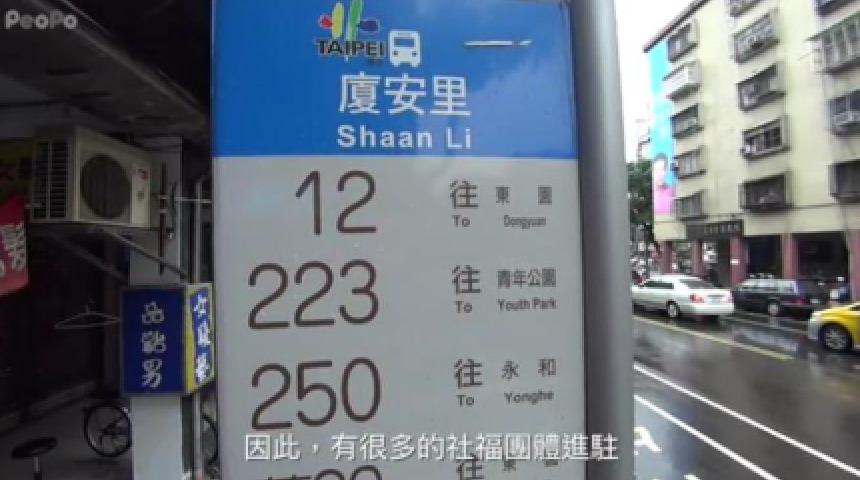 PeoPo
TAIPEI
廈安里
Shaan Li
12 往 東園
To Dongyuan
223 往 青年公園
To Youth Park
250 往 永和
To Yonghe
往
因此，有很多的社福團體進駐